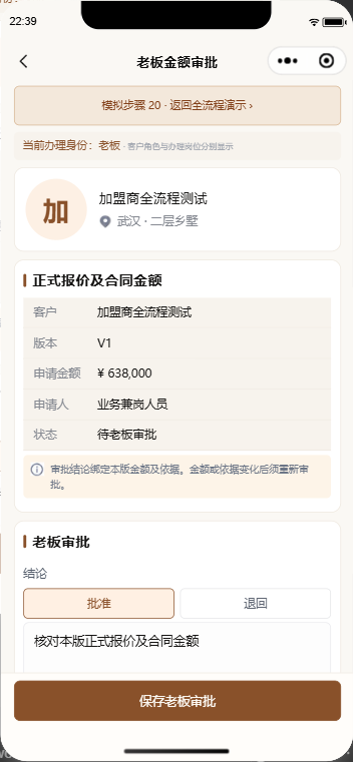 22:39
老板金额审批
模拟步骤 20 · 返回全流程演示 ›
当前办理身份：老板 · 客户角色与办理岗位分别显示
加
加盟商全流程测试
武汉 · 二层乡墅
正式报价及合同金额
客户 加盟商全流程测试
版本 V1
申请金额 ¥ 638,000
申请人 业务兼岗人员
状态 待老板审批
审批结论绑定本版金额及依据。金额或依据变化后须重新审
批。
老板审批
结论
批准 退回
核对本版正式报价及合同金额
保存老板审批